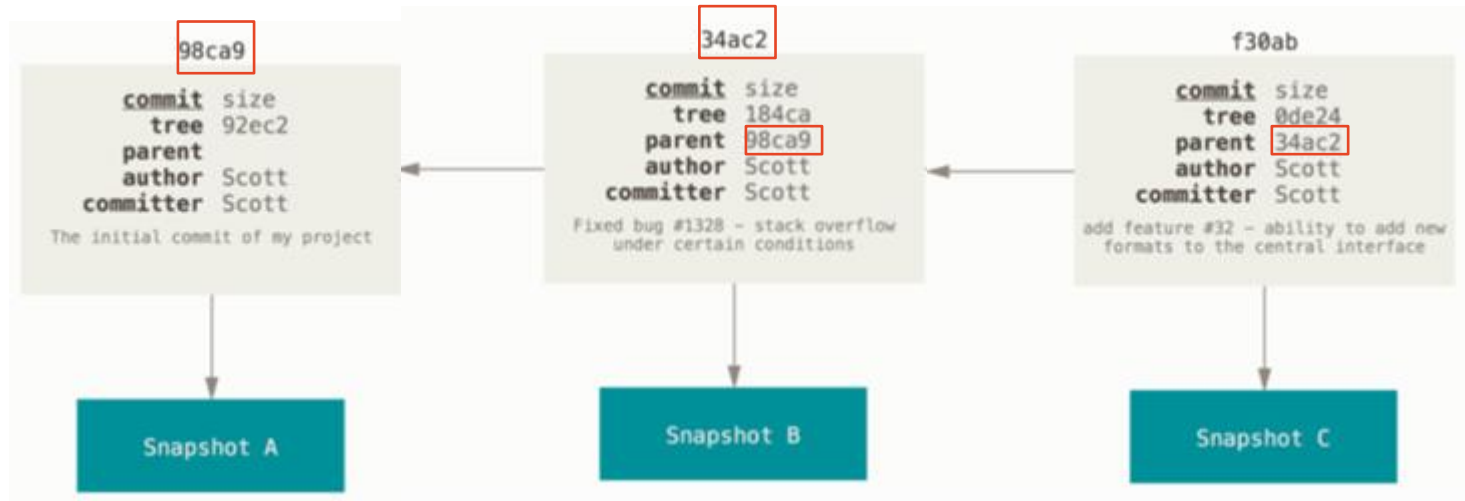 98ca9
commit size
tree 92ec2
parent
author Scott
committer Scott
The initial commit of my project
Snapshot A
34ac2
commit size
tree 184ca
parent 98ca9
author Scott
committer Scott
Fixed bug #1328 – stack overflow
under certain conditions
Snapshot B
f30ab
commit size
tree 0de24
parent 34ac2
author Scott
committer Scott
add feature #32 – ability to add new
formats to the central interface
Snapshot C